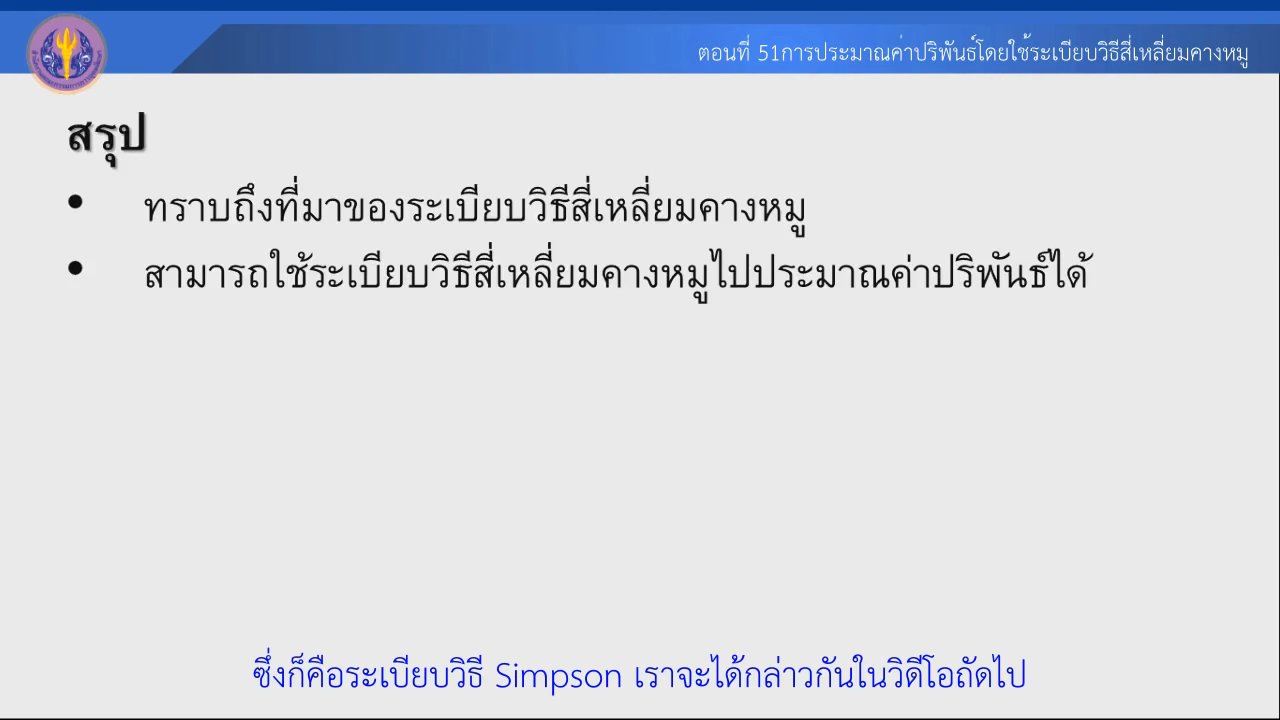 ตอนที่ 51การประมาณค่าปริพันธ์โดยใช้ระเบียบวิธีสี่เหลี่ยมคางหมู
สรุป
• ทราบถึงที่มาของระเบียบวิธีสี่เหลี่ยมคางหมู
• สามารถใช้ระเบียบวิธีสี่เหลี่ยมคางหมูไปประมาณค่าปริพันธ์ได้
ซึ่งก็คือระเบียบวิธี Simpson เราจะได้กล่าวกันในวิดีโอถัดไป